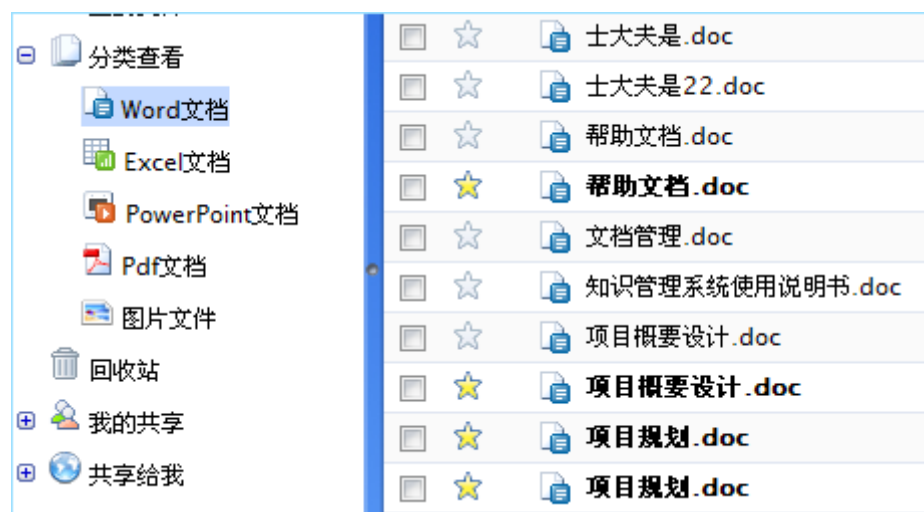 分类查看
Word文档
Excel文档
PowerPoint文档
Pdf文档
图片文件
回收站
我的共享
共享给我
士大夫是.doc
士大夫是22.doc
帮助文档.doc
帮助文档.doc
文档管理.doc
知识管理系统使用说明书.doc
项目概要设计.doc
项目概要设计.doc
项目规划.doc
项目规划.doc